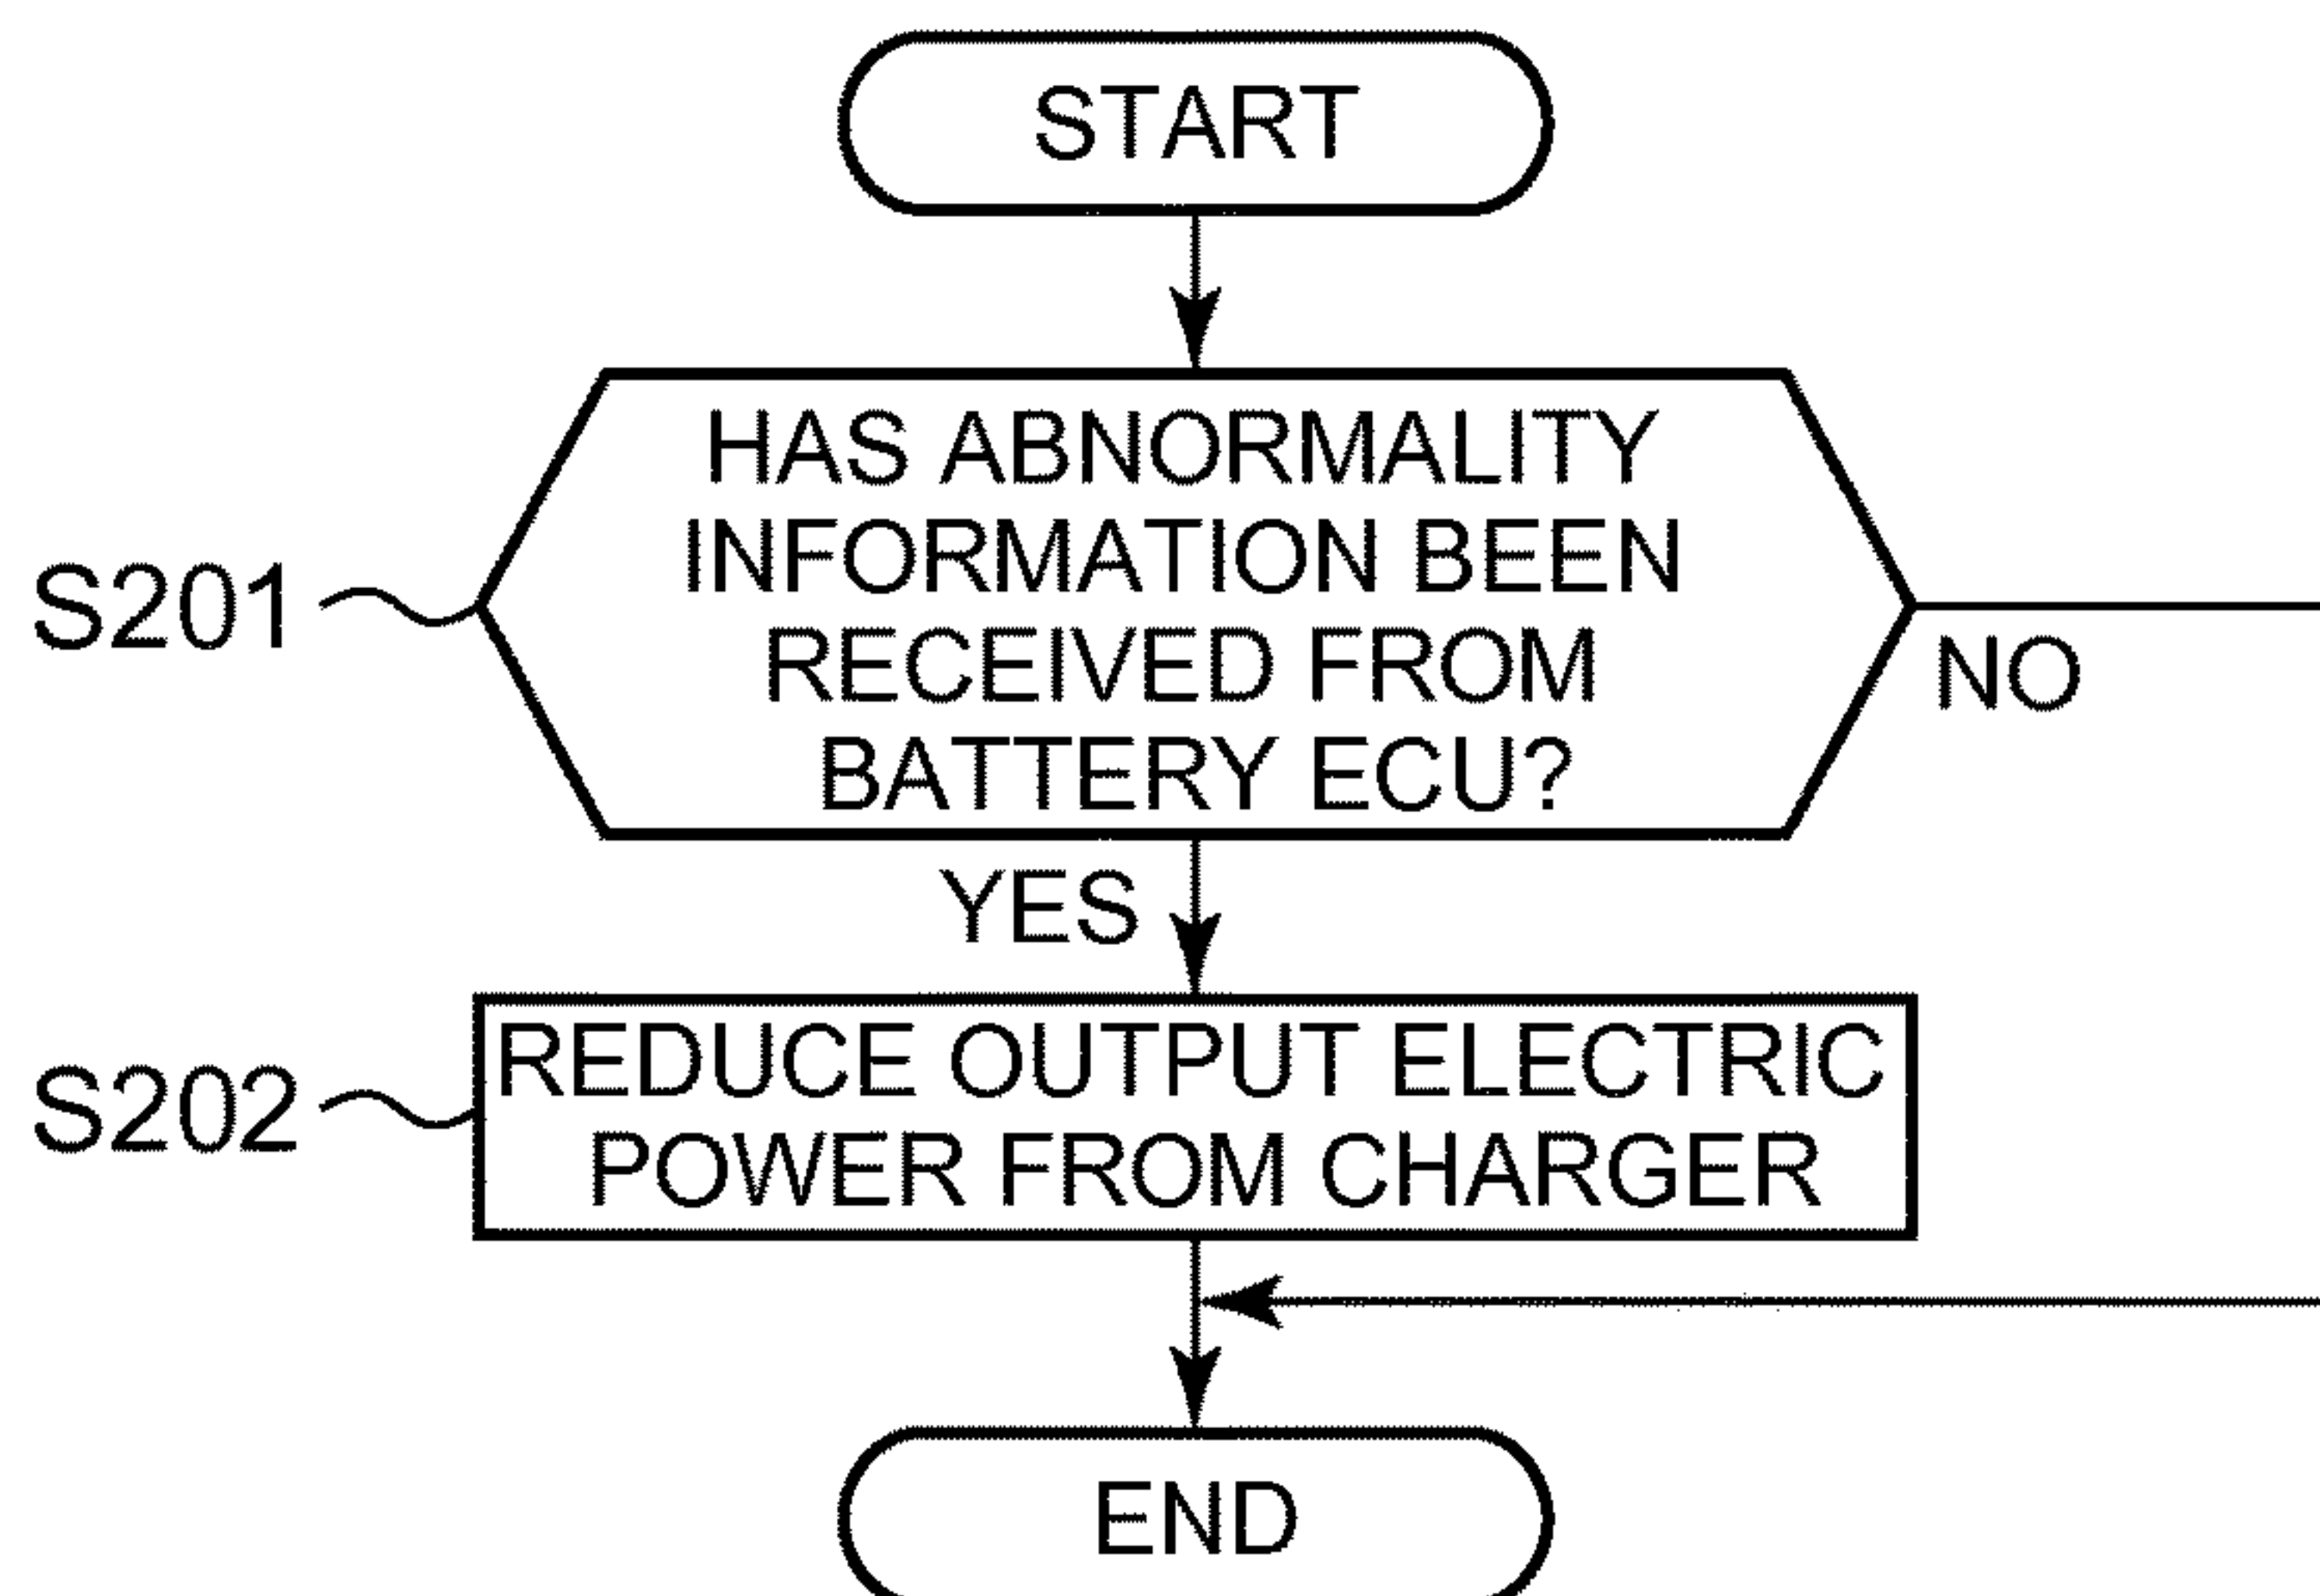 START
HAS ABNORMALITY
INFORMATION BEEN
RECEIVED FROM
BATTERY ECU?
S201
NO
YES
REDUCE OUTPUT ELECTRIC
POWER FROM CHARGER
S202
END